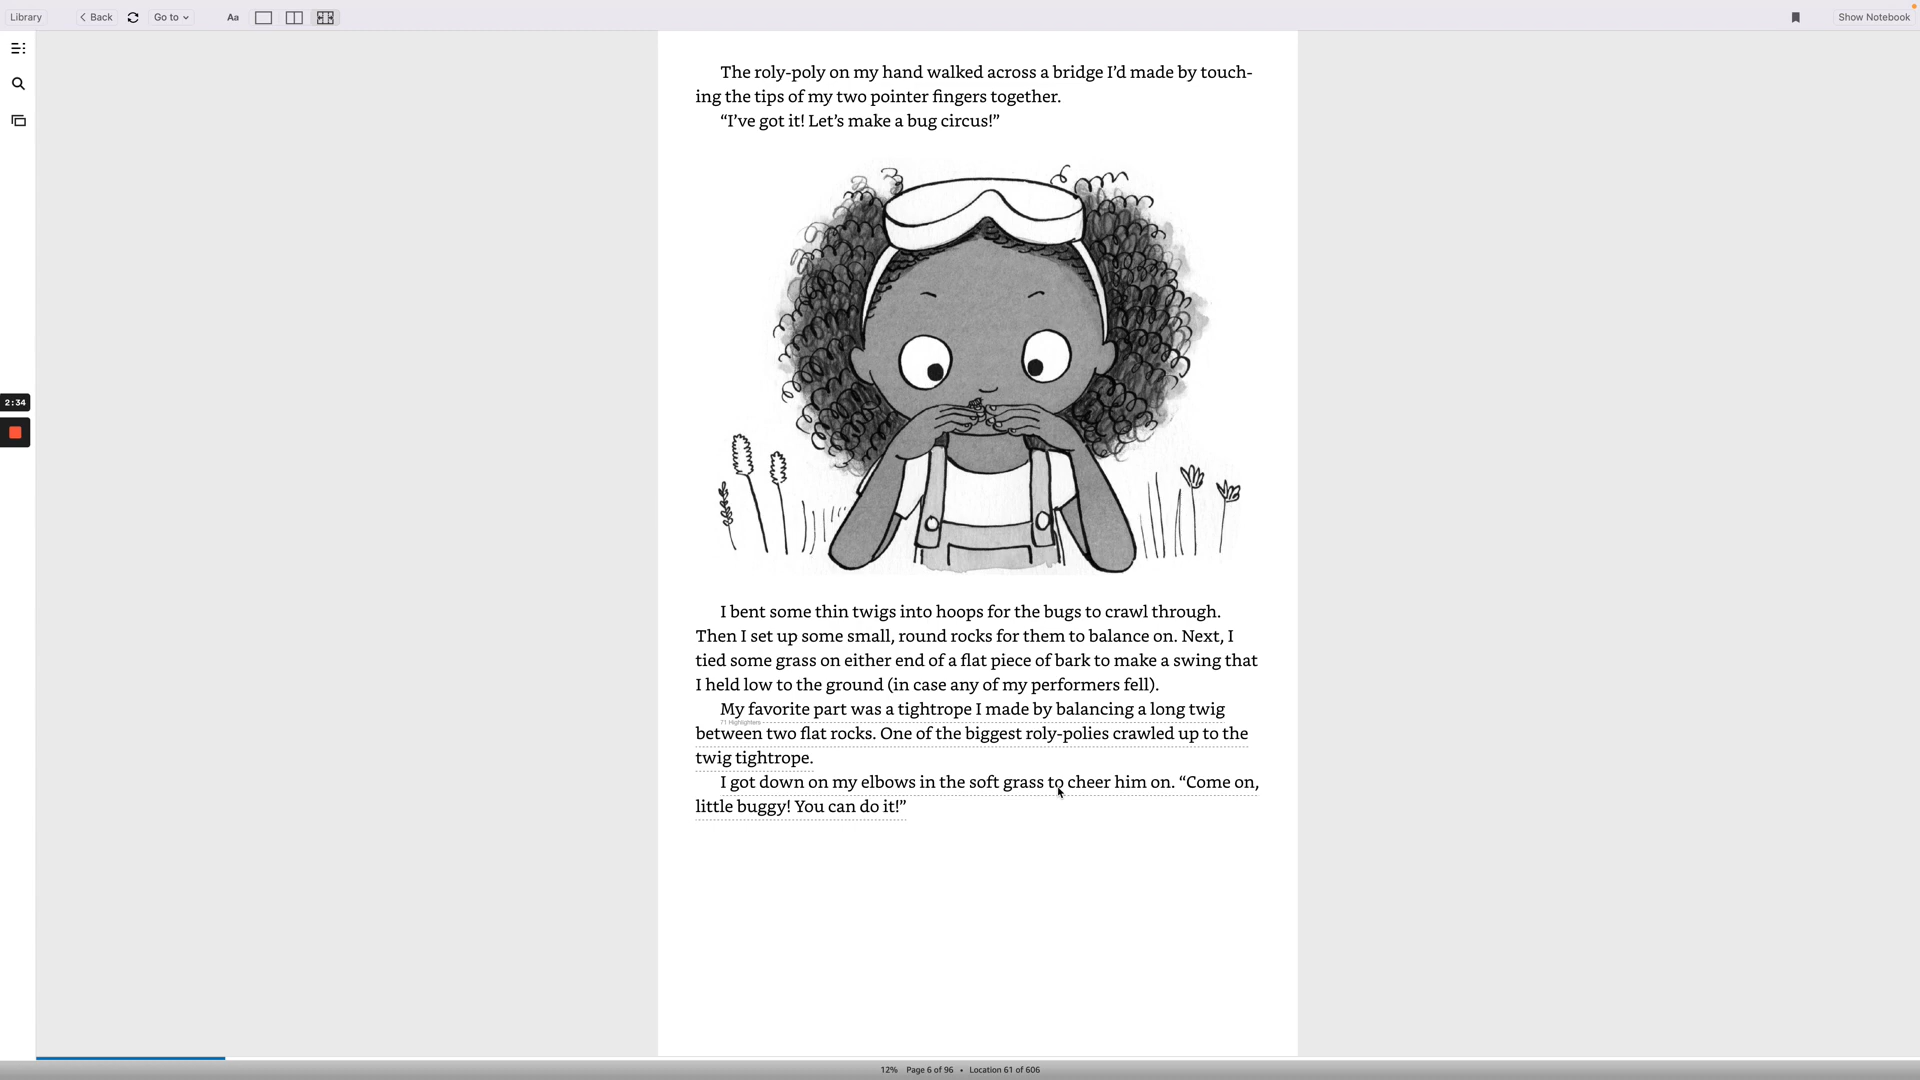 Library
Back
Go to
Aa
Show Notebook
The roly-poly on my hand walked across a bridge I’d made by touch-
ing the tips of my two pointer fingers together.
“I’ve got it! Let’s make a bug circus!”
2:34
I bent some thin twigs into hoops for the bugs to crawl through.
Then I set up some small, round rocks for them to balance on. Next, I
tied some grass on either end of a flat piece of bark to make a swing that
I held low to the ground (in case any of my performers fell).
My favorite part was a tightrope I made by balancing a long twig
71 Highlighters
between two flat rocks. One of the biggest roly-polies crawled up to the
twig tightrope.
I got down on my elbows in the soft grass to cheer him on. “Come on,
little buggy! You can do it!”
12% Page 6 of 96 • Location 61 of 606